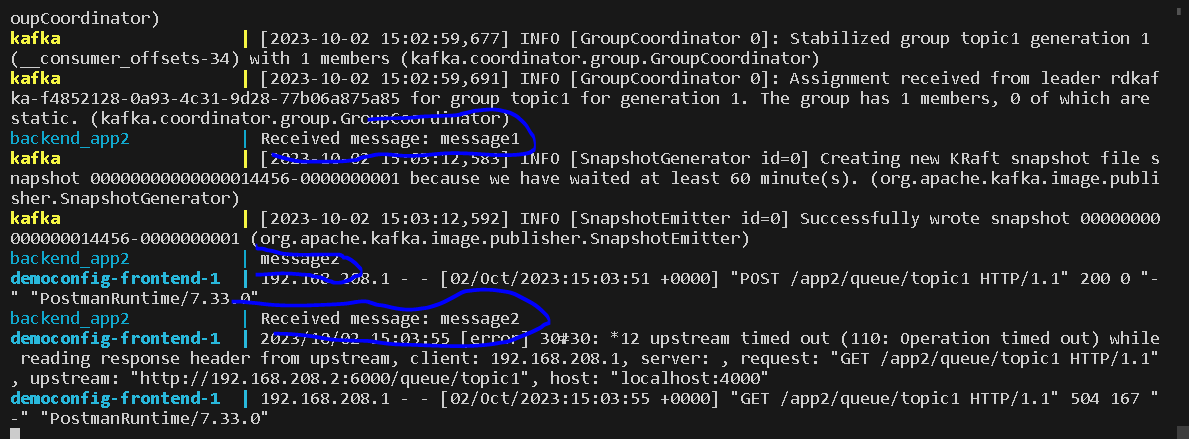 oupCoordinator)
kafka | [2023-10-02 15:02:59,677] INFO [GroupCoordinator 0]: Stabilized group topic1 generation 1
(__consumer_offsets-34) with 1 members (kafka.coordinator.group.GroupCoordinator)
kafka | [2023-10-02 15:02:59,691] INFO [GroupCoordinator 0]: Assignment received from leader rdkaf
ka-f4852128-0a93-4c31-9d28-77b06a875a85 for group topic1 for generation 1. The group has 1 members, 0 of which are
static. (kafka.coordinator.group.GroupCoordinator)
backend_app2 | Received message: message1
kafka | [2023-10-02 15:03:12,583] INFO [SnapshotGenerator id=0] Creating new KRaft snapshot file s
napshot 00000000000000014456-0000000001 because we have waited at least 60 minute(s). (org.apache.kafka.image.publi
sher.SnapshotGenerator)
kafka | [2023-10-02 15:03:12,592] INFO [SnapshotEmitter id=0] Successfully wrote snapshot 00000000
000000014456-0000000001 (org.apache.kafka.image.publisher.SnapshotEmitter)
backend_app2 | message2
democonfig-frontend-1 | 192.168.208.1 - - [02/Oct/2023:15:03:51 +0000] "POST /app2/queue/topic1 HTTP/1.1" 200 0 "-
" "PostmanRuntime/7.33.0"
backend_app2 | Received message: message2
democonfig-frontend-1 | 2023/10/02 15:03:55 [error] 30#30: *12 upstream timed out (110: Operation timed out) while
reading response header from upstream, client: 192.168.208.1, server: , request: "GET /app2/queue/topic1 HTTP/1.1"
, upstream: "http://192.168.208.2:6000/queue/topic1", host: "localhost:4000"
democonfig-frontend-1 | 192.168.208.1 - - [02/Oct/2023:15:03:55 +0000] "GET /app2/queue/topic1 HTTP/1.1" 504 167 "
-" "PostmanRuntime/7.33.0"